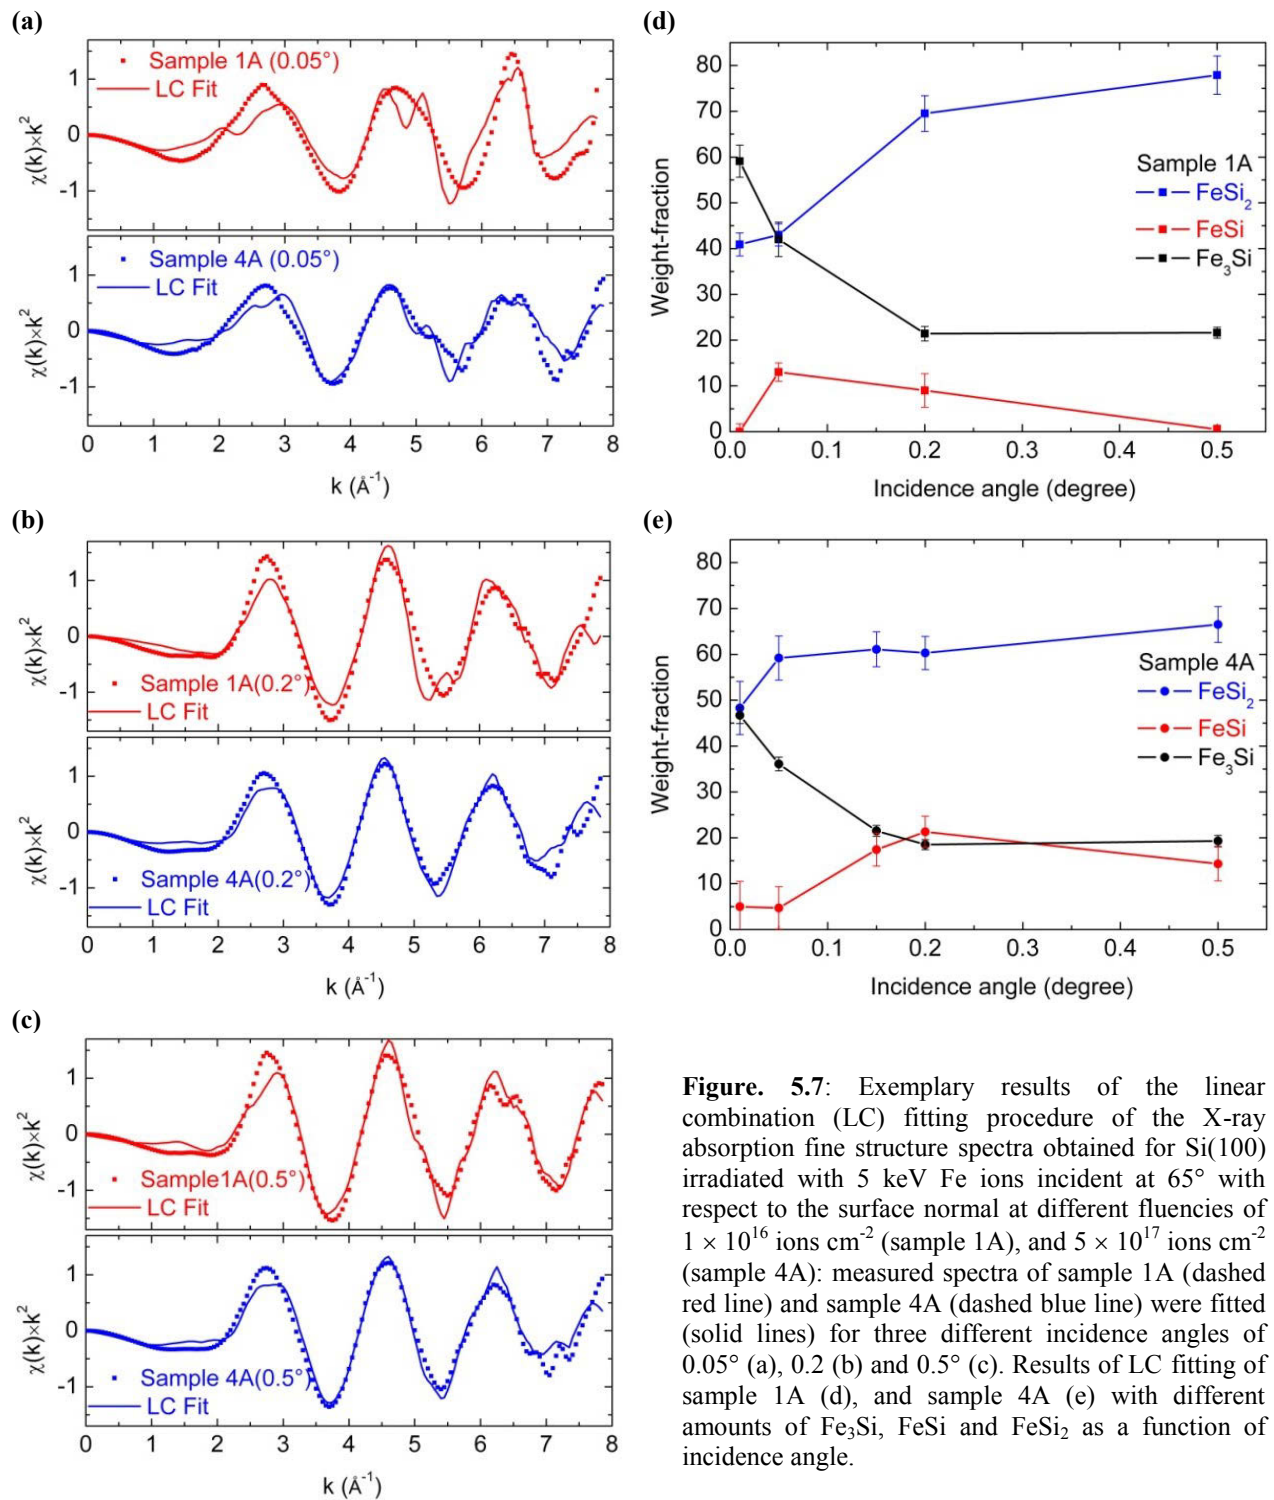 (a)
Sample 1A (0.05°)
LC Fit
1
0
-1
χ(k)×k²
Sample 4A (0.05°)
LC Fit
1
0
-1
χ(k)×k²
0 1 2 3 4 5 6 7 8
k (Å⁻¹)
(b)
1
0
-1
χ(k)×k²
Sample 1A(0.2°)
LC Fit
1
0
-1
χ(k)×k²
Sample 4A(0.2°)
LC Fit
0 1 2 3 4 5 6 7 8
k (Å⁻¹)
(c)
1
0
-1
χ(k)×k²
Sample1A(0.5°)
LC Fit
1
0
-1
χ(k)×k²
Sample 4A(0.5°)
LC Fit
0 1 2 3 4 5 6 7 8
k (Å⁻¹)
(d)
80
70
60
50
40
30
20
10
0
Weight-fraction
Sample 1A
FeSi₂
FeSi
Fe₃Si
0.0 0.1 0.2 0.3 0.4 0.5
Incidence angle (degree)
(e)
80
70
60
50
40
30
20
10
0
Weight-fraction
Sample 4A
FeSi₂
FeSi
Fe₃Si
0.0 0.1 0.2 0.3 0.4 0.5
Incidence angle (degree)
Figure. 5.7: Exemplary results of the linear
combination (LC) fitting procedure of the X-ray
absorption fine structure spectra obtained for Si(100)
irradiated with 5 keV Fe ions incident at 65° with
respect to the surface normal at different fluencies of
1 × 10¹⁶ ions cm⁻² (sample 1A), and 5 × 10¹⁷ ions cm⁻²
(sample 4A): measured spectra of sample 1A (dashed
red line) and sample 4A (dashed blue line) were fitted
(solid lines) for three different incidence angles of
0.05° (a), 0.2 (b) and 0.5° (c). Results of LC fitting of
sample 1A (d), and sample 4A (e) with different
amounts of Fe₃Si, FeSi and FeSi₂ as a function of
incidence angle.